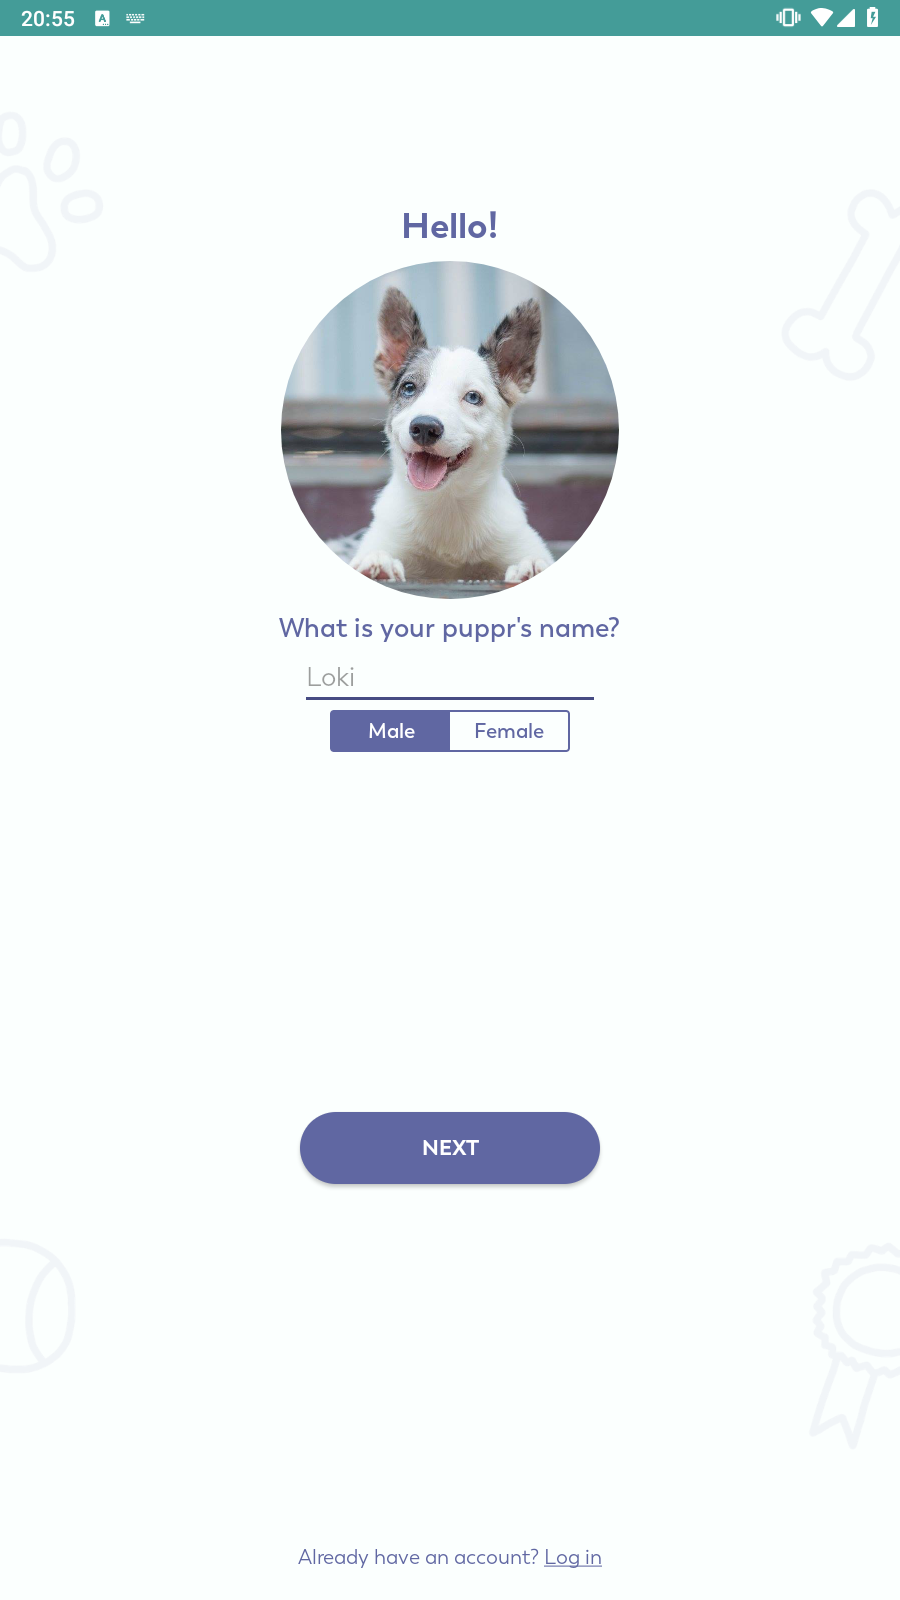 20:55
Hello!
What is your puppr's name?
Loki
Male Female
NEXT
Already have an account? Log in